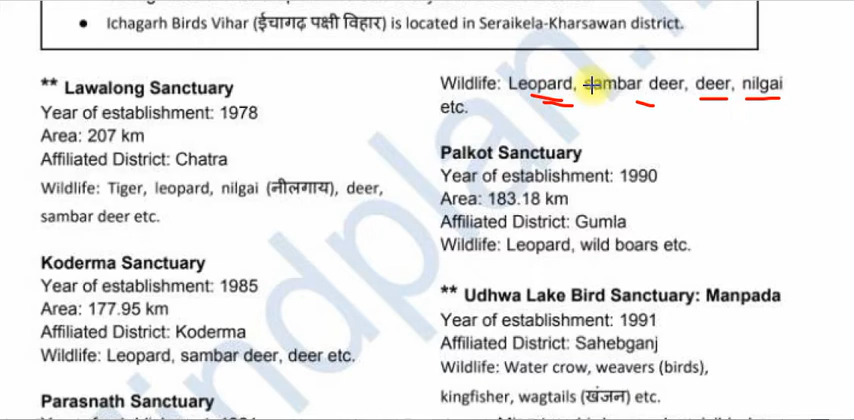 • Ichagarh Birds Vihar (ईचागढ़ पक्षी विहार) is located in Seraikela-Kharsawan district.
** Lawalong Sanctuary
Year of establishment: 1978
Area: 207 km
Affiliated District: Chatra
Wildlife: Tiger, leopard, nilgai (नीलगाय), deer,
sambar deer etc.
Koderma Sanctuary
Year of establishment: 1985
Area: 177.95 km
Affiliated District: Koderma
Wildlife: Leopard, sambar deer, deer etc.
Parasnath Sanctuary
Wildlife: Leopard, sambar deer, deer, nilgai
etc.
Palkot Sanctuary
Year of establishment: 1990
Area: 183.18 km
Affiliated District: Gumla
Wildlife: Leopard, wild boars etc.
** Udhwa Lake Bird Sanctuary: Manpada
Year of establishment: 1991
Affiliated District: Sahebganj
Wildlife: Water crow, weavers (birds),
kingfisher, wagtails (खंजन) etc.